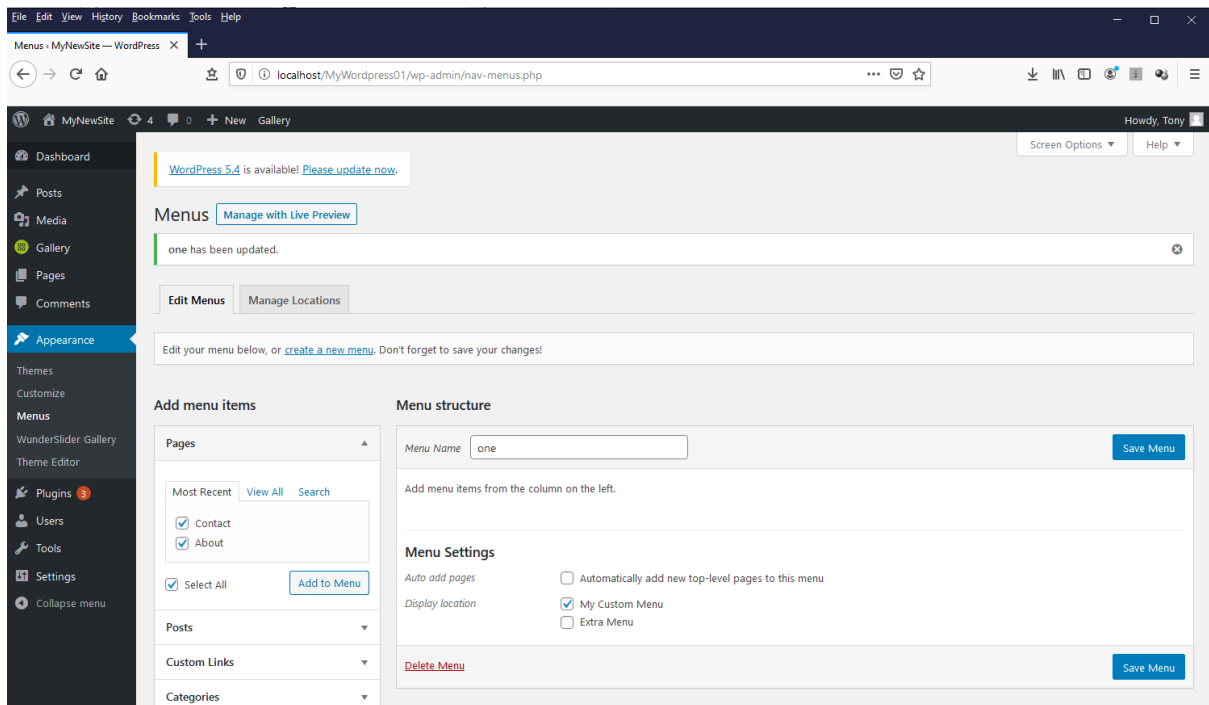 File Edit View History Bookmarks Tools Help
Menus ‹ MyNewSite — WordPress
localhost/MyWordpress01/wp-admin/nav-menus.php
MyNewSite 4 0 + New Gallery Howdy, Tony
Screen Options Help
Dashboard
Posts
Media
Gallery
Pages
Comments
Appearance
Themes
Customize
Menus
WunderSlider Gallery
Theme Editor
Plugins 3
Users
Tools
Settings
Collapse menu
WordPress 5.4 is available! Please update now.
Menus Manage with Live Preview
one has been updated.
Edit Menus Manage Locations
Edit your menu below, or create a new menu. Don't forget to save your changes!
Add menu items
Pages
Most Recent View All Search
Contact
About
Select All Add to Menu
Posts
Custom Links
Categories
Menu structure
Menu Name one Save Menu
Add menu items from the column on the left.
Menu Settings
Auto add pages Automatically add new top-level pages to this menu
Display location My Custom Menu
Extra Menu
Delete Menu Save Menu